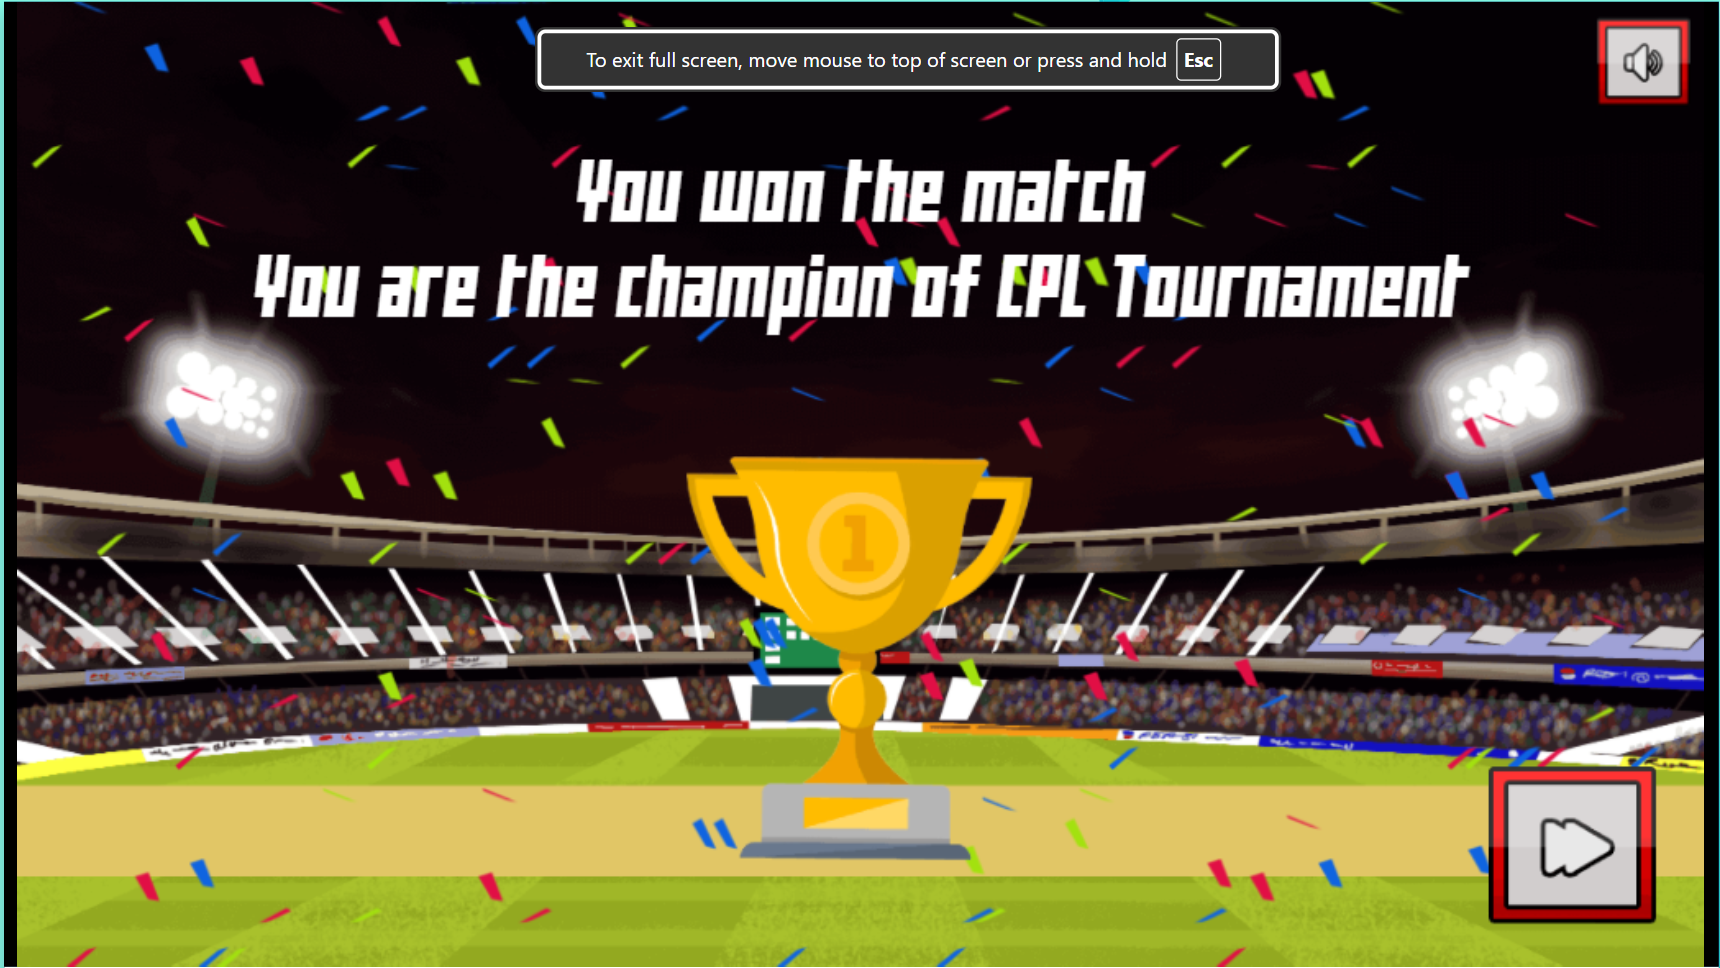 To exit full screen, move mouse to top of screen or press and hold Esc
You won the match
You are the champion of CPL Tournament
1